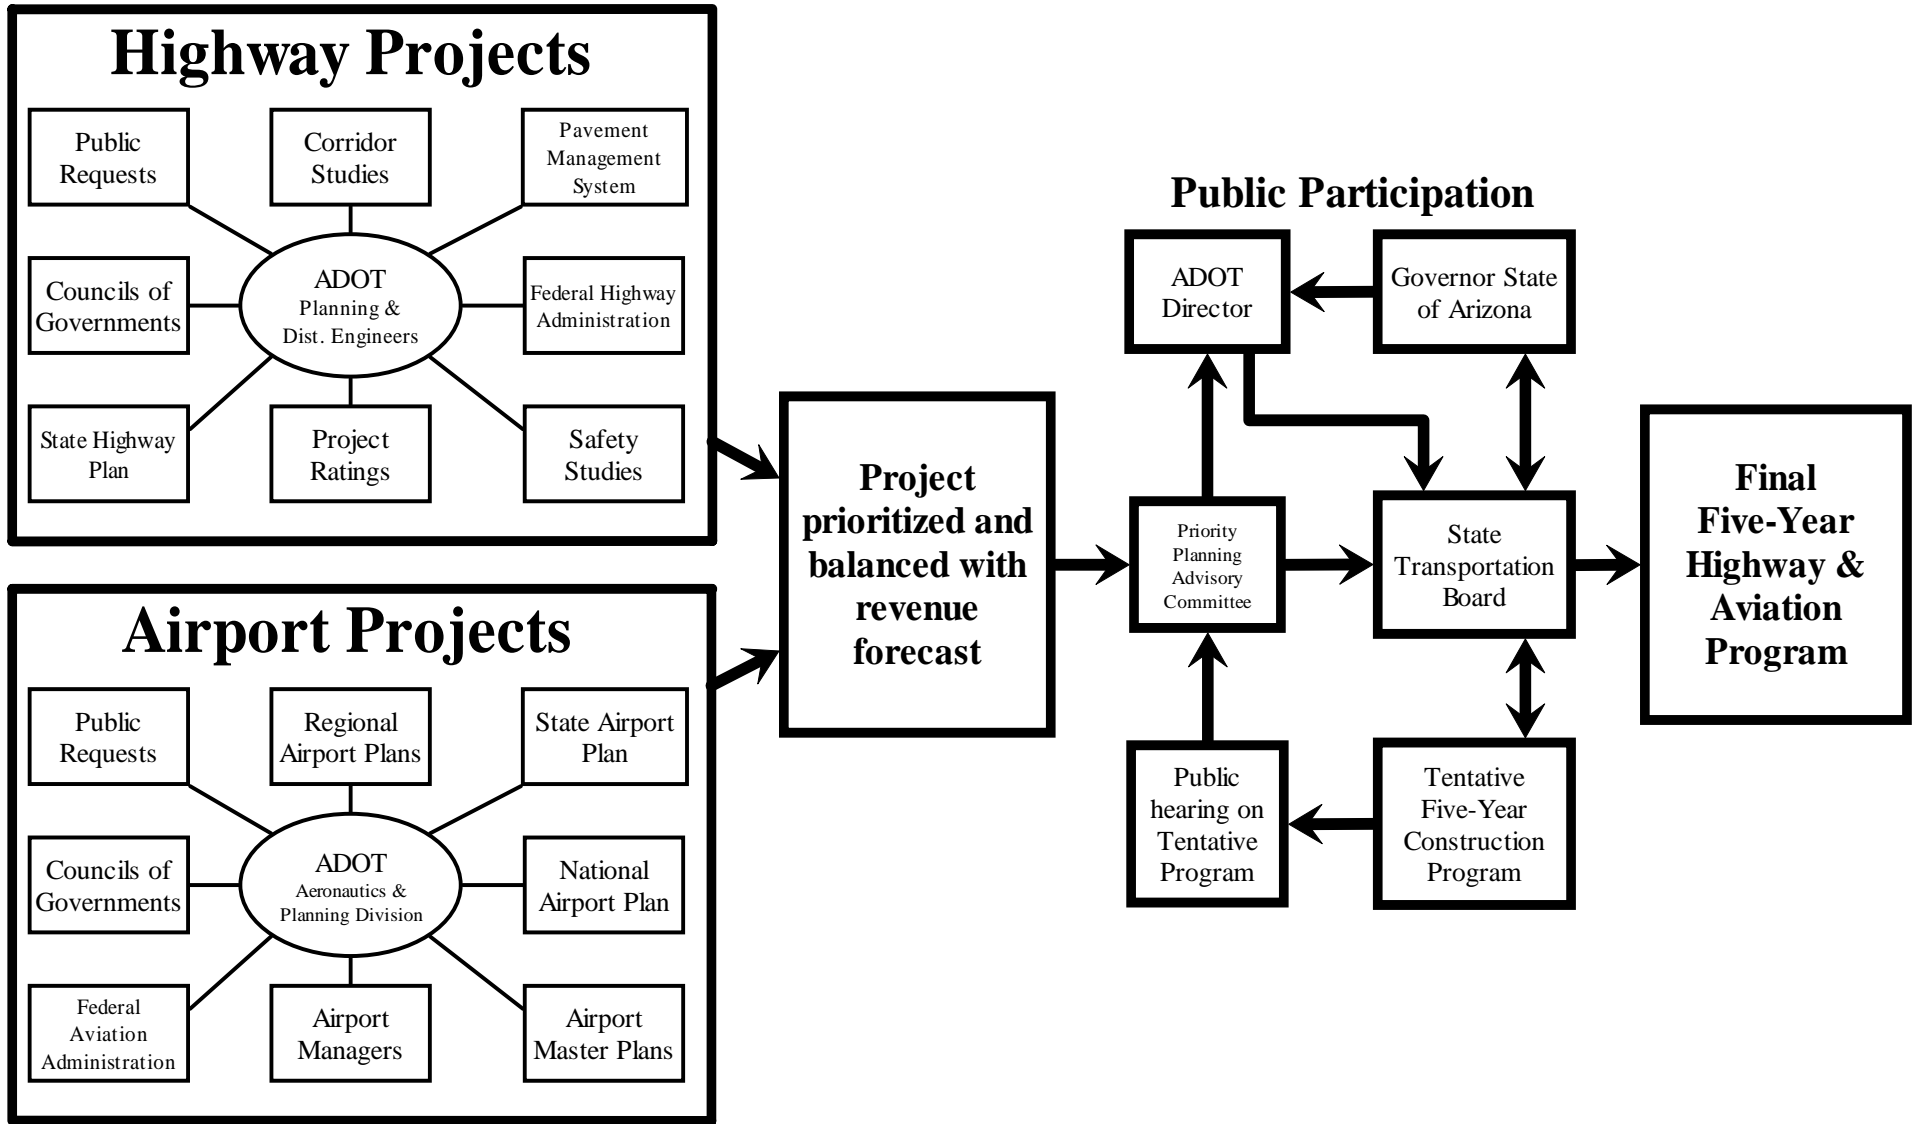 Highway Projects
Public
Requests
Corridor
Studies
Pavement
Management
System
Councils of
Governments
ADOT
Planning &
Dist. Engineers
Federal Highway
Administration
State Highway
Plan
Project
Ratings
Safety
Studies
Airport Projects
Public
Requests
Regional
Airport Plans
State Airport
Plan
Councils of
Governments
ADOT
Aeronautics &
Planning Division
National
Airport Plan
Federal
Aviation
Administration
Airport
Managers
Airport
Master Plans
Project
prioritized and
balanced with
revenue
forecast
Public Participation
ADOT
Director
Governor State
of Arizona
Priority
Planning
Advisory
Committee
State
Transportation
Board
Public
hearing on
Tentative
Program
Tentative
Five-Year
Construction
Program
Final
Five-Year
Highway &
Aviation
Program